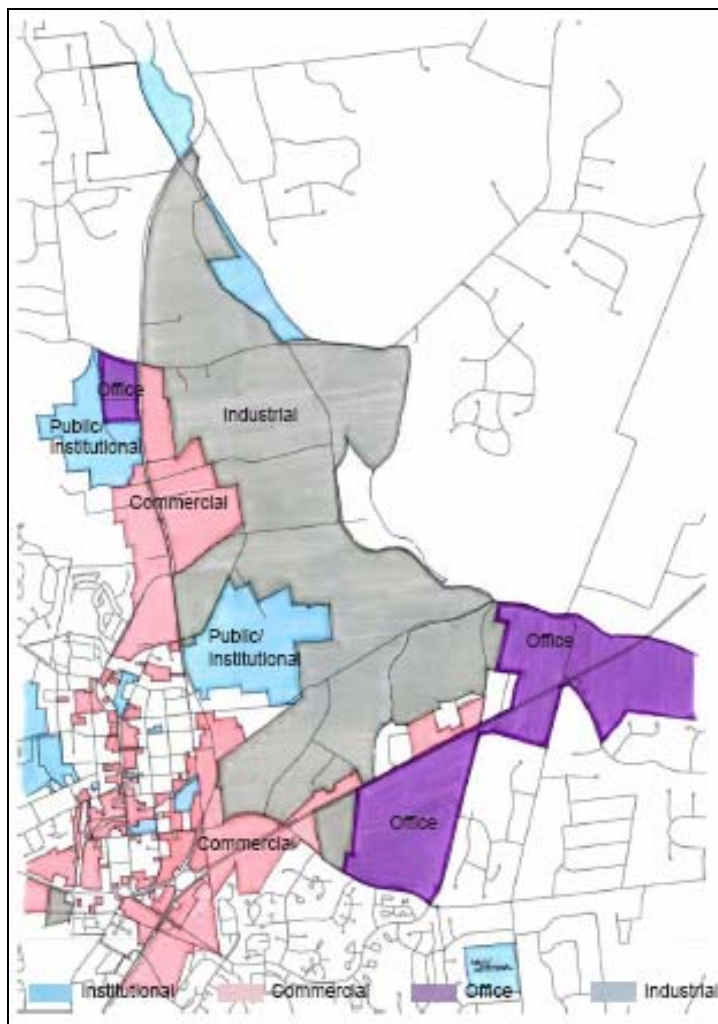 Office
Public/
Institutional
Industrial
Commercial
Public/
Institutional
Office
Office
Commercial
Institutional
Commercial
Office
Industrial